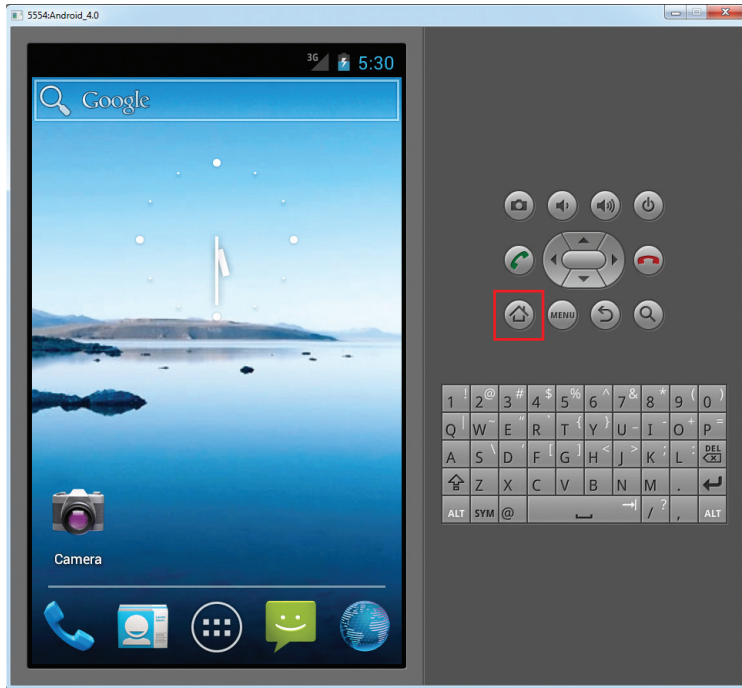 5554:Android_4.0
3G 5:30
Google
MENU
1 ! 2 @ 3 # 4 $ 5 % 6 ^ 7 & 8 * 9 ( 0 )
Q | W ~ E " R ` T { Y } U _ I - O + P =
A S \ D ' F [ G ] H < J > K ; L : DEL
Z X C V B N M .
ALT SYM @ / ? , ALT
Camera